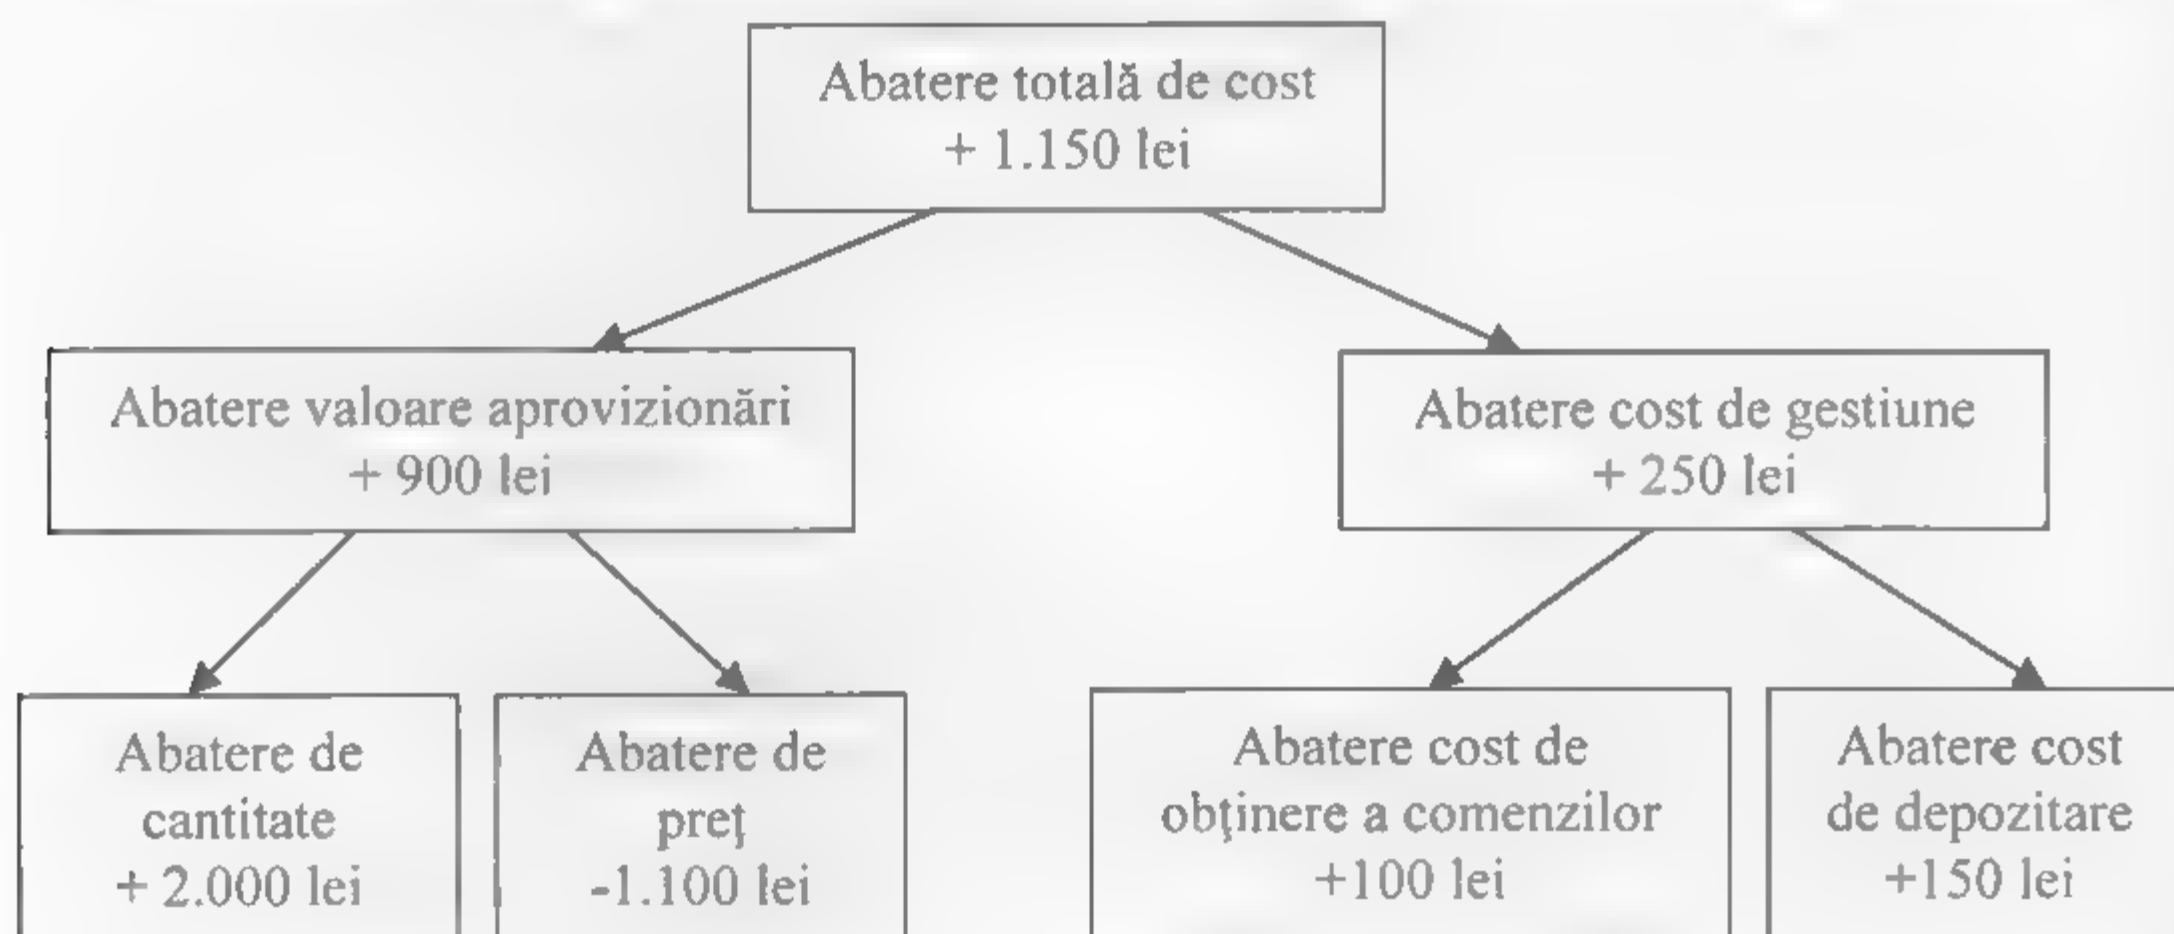 Abatere totală de cost
+ 1.150 lei
Abatere valoare aprovizionări
+ 900 lei
Abatere cost de gestiune
+ 250 lei
Abatere de
cantitate
+ 2.000 lei
Abatere de
preţ
-1.100 lei
Abatere cost de
obţinere a comenzilor
+100 lei
Abatere cost
de depozitare
+150 lei